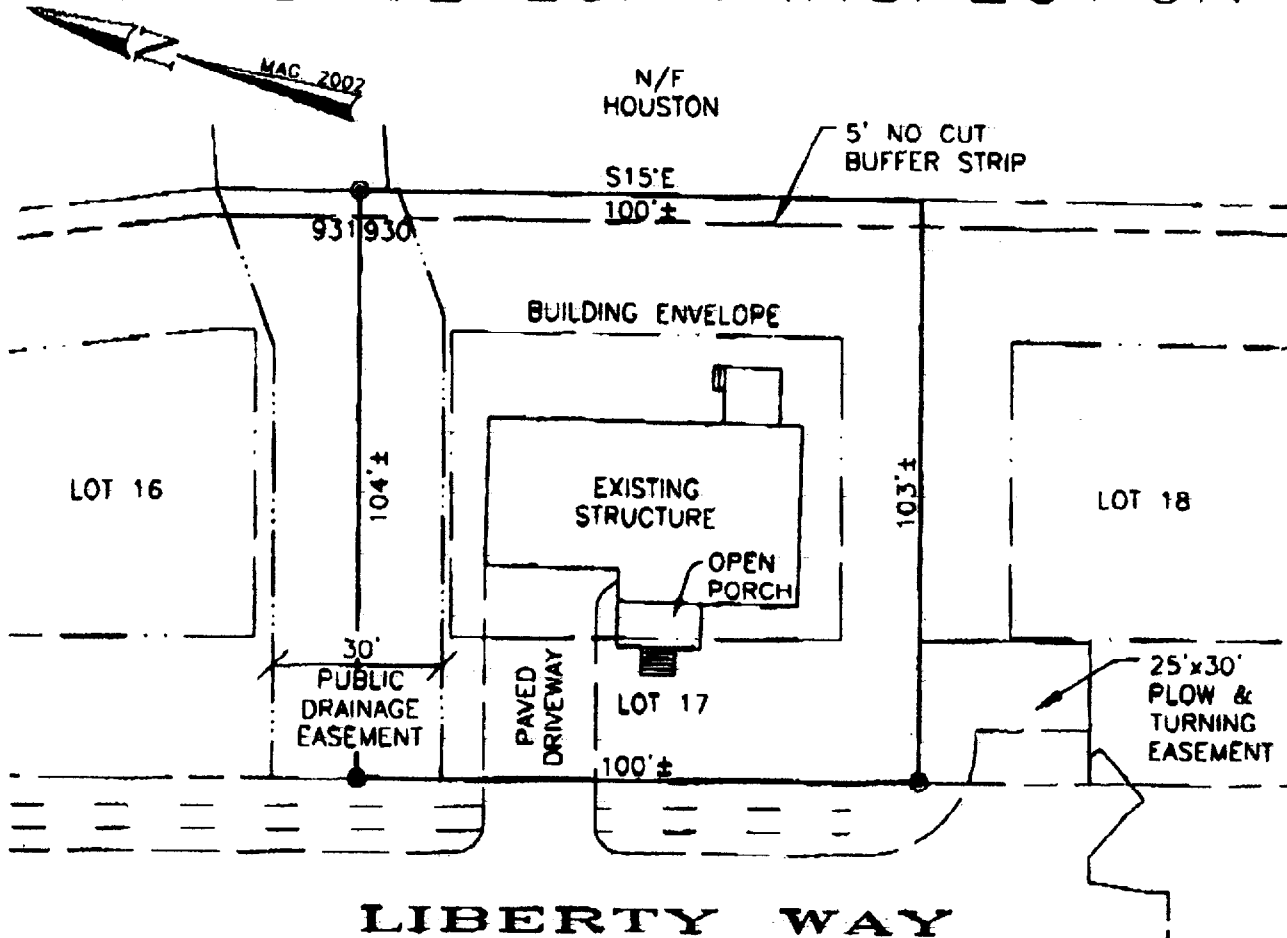 N
MAG 2002
N/F
HOUSTON
5' NO CUT
BUFFER STRIP
S15°E
100'±
931 930
BUILDING ENVELOPE
LOT 16
104'±
EXISTING
STRUCTURE
103'±
LOT 18
OPEN
PORCH
30'
PUBLIC
DRAINAGE
EASEMENT
PAVED
DRIVEWAY
LOT 17
25'x30'
PLOW &
TURNING
EASEMENT
100'±
LIBERTY WAY